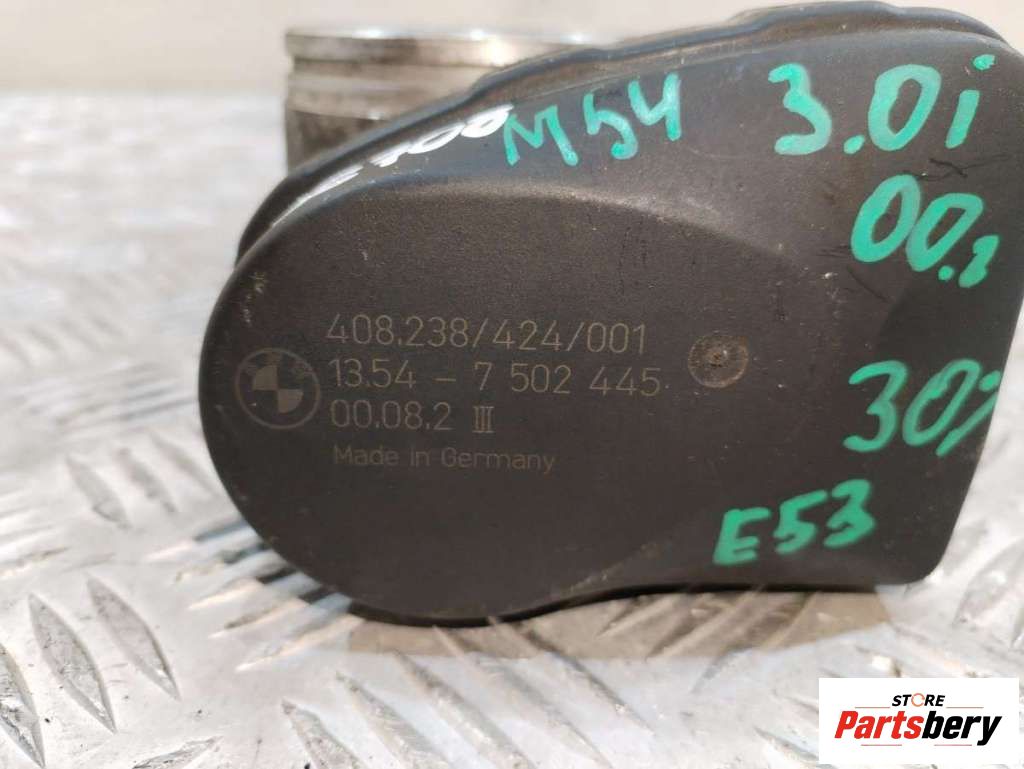 M54 3.0i
00.2
408.238/424/001
13.54 - 7 502 445
00.08.2 III
Made in Germany
30%
E53
STORE
Partsbery